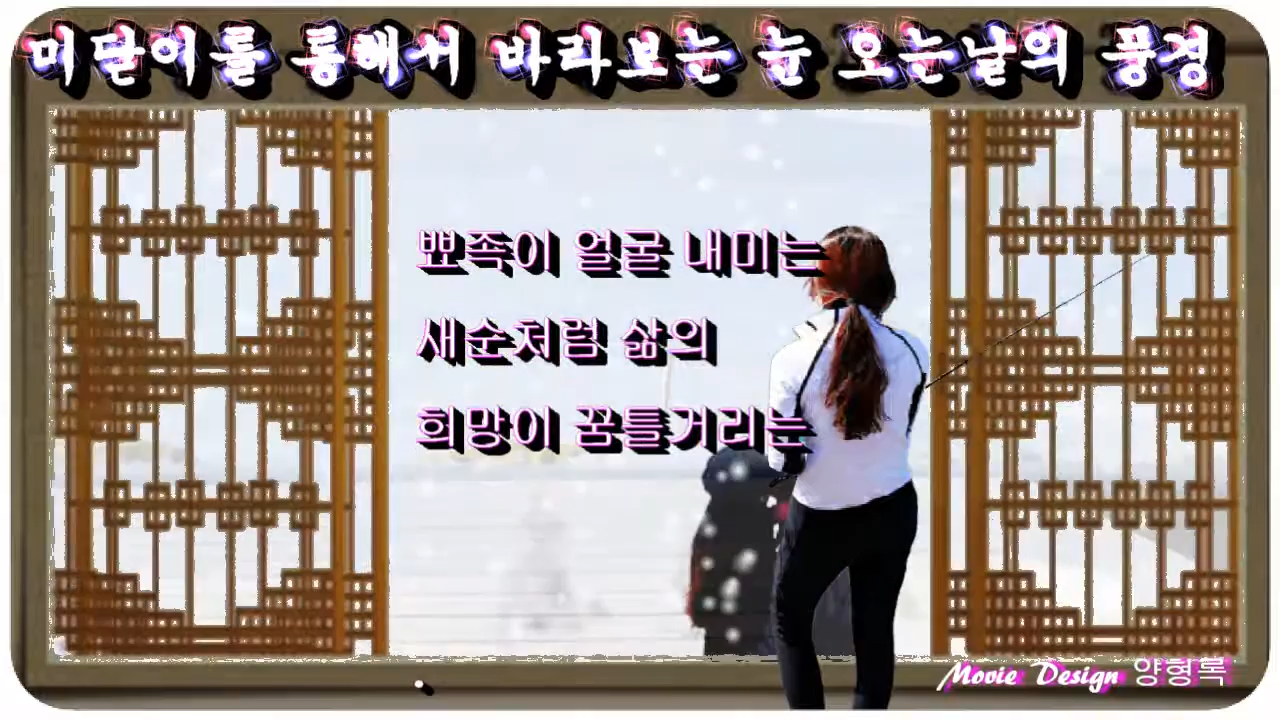 미닫이를 통해서 바라보는 눈 오는날의 풍경
뾰족이 얼굴 내미는
새순처럼 삶의
희망이 꿈틀거리는
Movie Design 양형록